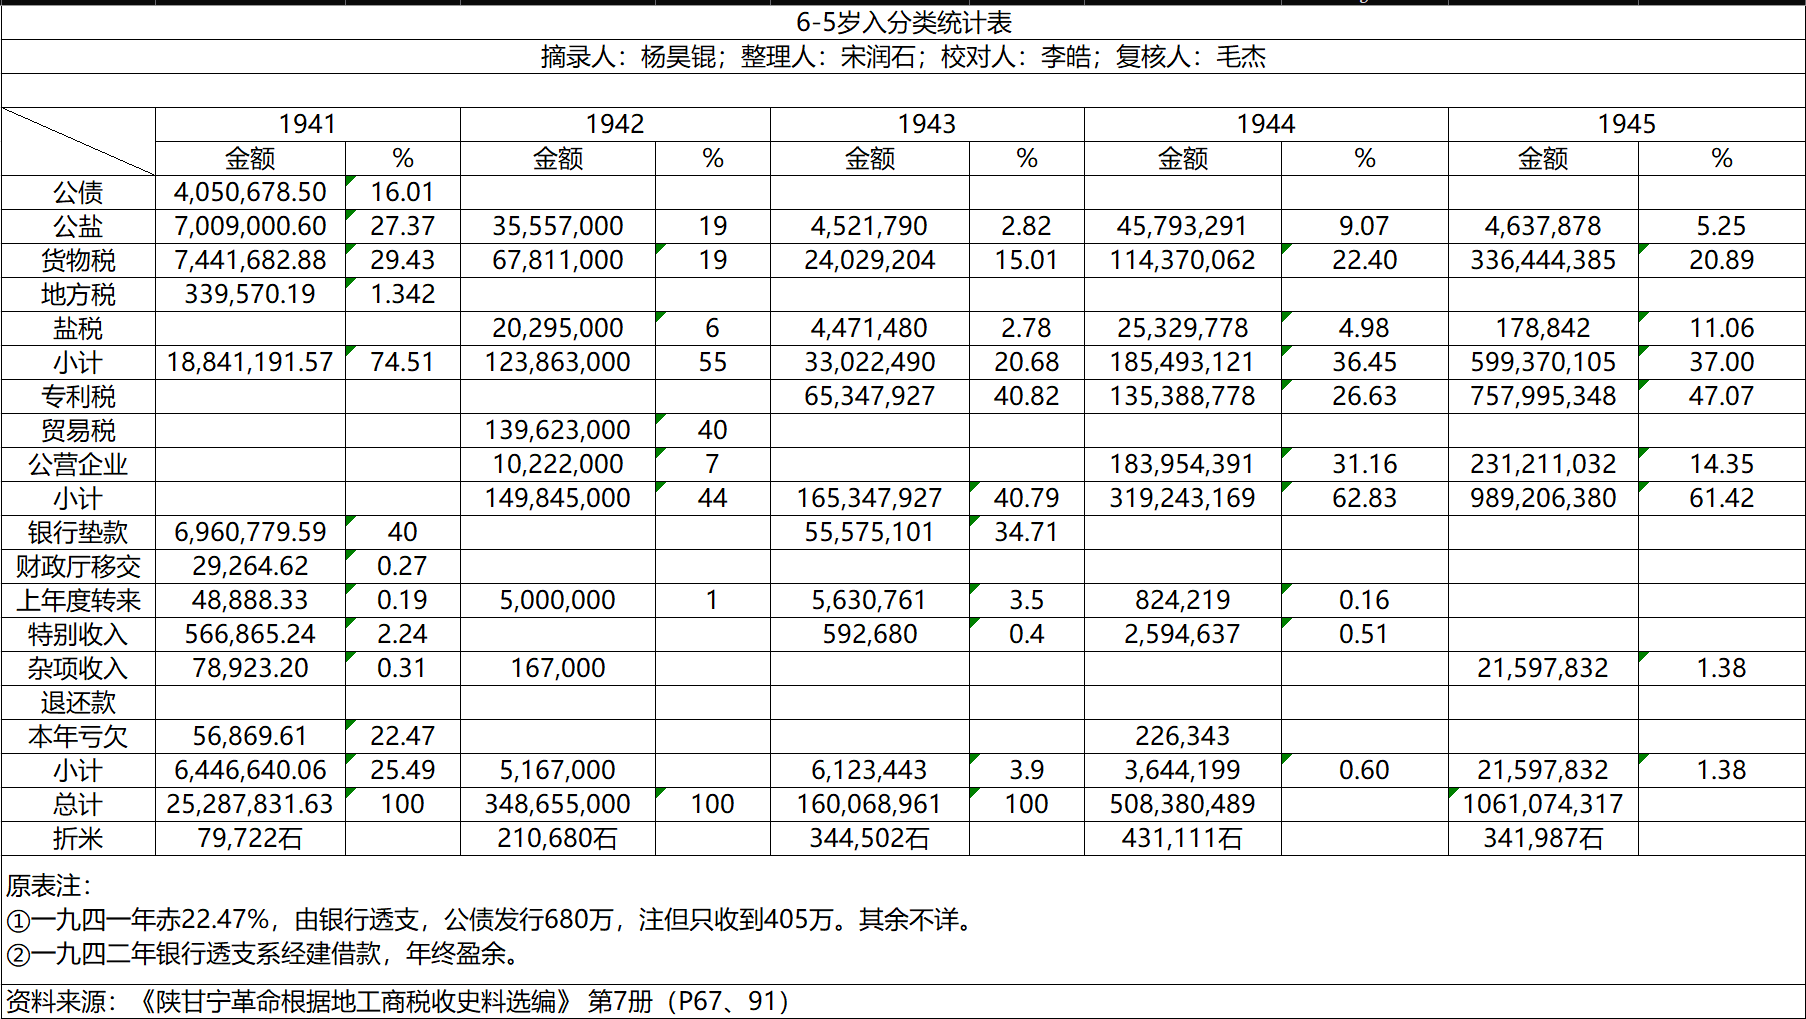 6-5岁入分类统计表
摘录人：杨昊锟；整理人：宋润石；校对人：李皓；复核人：毛杰
1941 1942 1943 1944 1945
金额 % 金额 % 金额 % 金额 % 金额 %
公债 4,050,678.50 16.01
公盐 7,009,000.60 27.37 35,557,000 19 4,521,790 2.82 45,793,291 9.07 4,637,878 5.25
货物税 7,441,682.88 29.43 67,811,000 19 24,029,204 15.01 114,370,062 22.40 336,444,385 20.89
地方税 339,570.19 1.342
盐税 20,295,000 6 4,471,480 2.78 25,329,778 4.98 178,842 11.06
小计 18,841,191.57 74.51 123,863,000 55 33,022,490 20.68 185,493,121 36.45 599,370,105 37.00
专利税 65,347,927 40.82 135,388,778 26.63 757,995,348 47.07
贸易税 139,623,000 40
公营企业 10,222,000 7 183,954,391 31.16 231,211,032 14.35
小计 149,845,000 44 165,347,927 40.79 319,243,169 62.83 989,206,380 61.42
银行垫款 6,960,779.59 40 55,575,101 34.71
财政厅移交 29,264.62 0.27
上年度转来 48,888.33 0.19 5,000,000 1 5,630,761 3.5 824,219 0.16
特别收入 566,865.24 2.24 592,680 0.4 2,594,637 0.51
杂项收入 78,923.20 0.31 167,000 21,597,832 1.38
退还款
本年亏欠 56,869.61 22.47 226,343
小计 6,446,640.06 25.49 5,167,000 6,123,443 3.9 3,644,199 0.60 21,597,832 1.38
总计 25,287,831.63 100 348,655,000 100 160,068,961 100 508,380,489 1061,074,317
折米 79,722石 210,680石 344,502石 431,111石 341,987石
原表注：
①一九四一年赤22.47%，由银行透支，公债发行680万，注但只收到405万。其余不详。
②一九四二年银行透支系经建借款，年终盈余。
资料来源：《陕甘宁革命根据地工商税收史料选编》 第7册（P67、91）